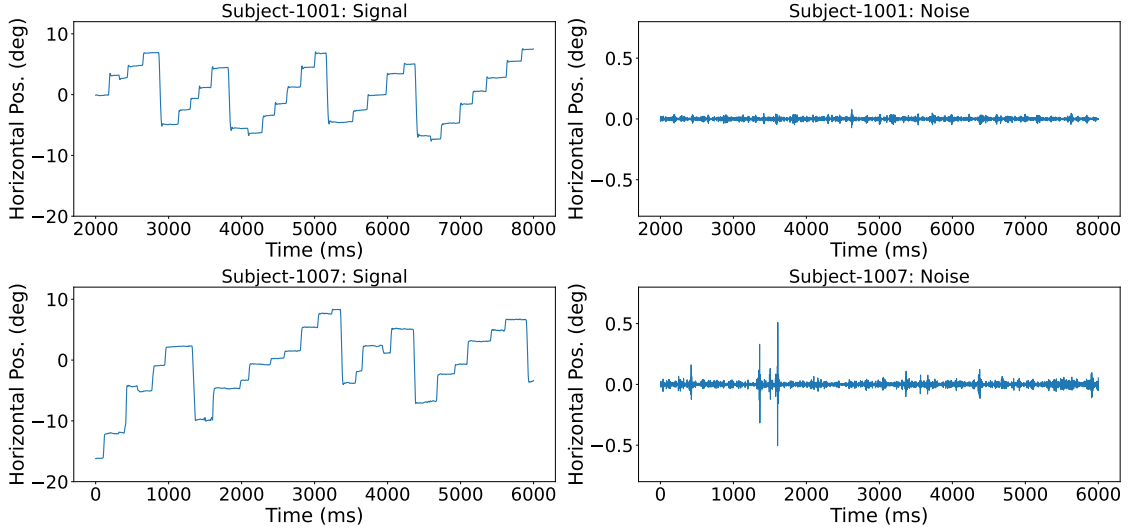 Subject-1001: Signal
Horizontal Pos. (deg)
10
0
−10
−20
2000 3000 4000 5000 6000 7000 8000
Time (ms)
Subject-1001: Noise
Horizontal Pos. (deg)
0.5
0.0
−0.5
2000 3000 4000 5000 6000 7000 8000
Time (ms)
Subject-1007: Signal
Horizontal Pos. (deg)
10
0
−10
−20
0 1000 2000 3000 4000 5000 6000
Time (ms)
Subject-1007: Noise
Horizontal Pos. (deg)
0.5
0.0
−0.5
0 1000 2000 3000 4000 5000 6000
Time (ms)